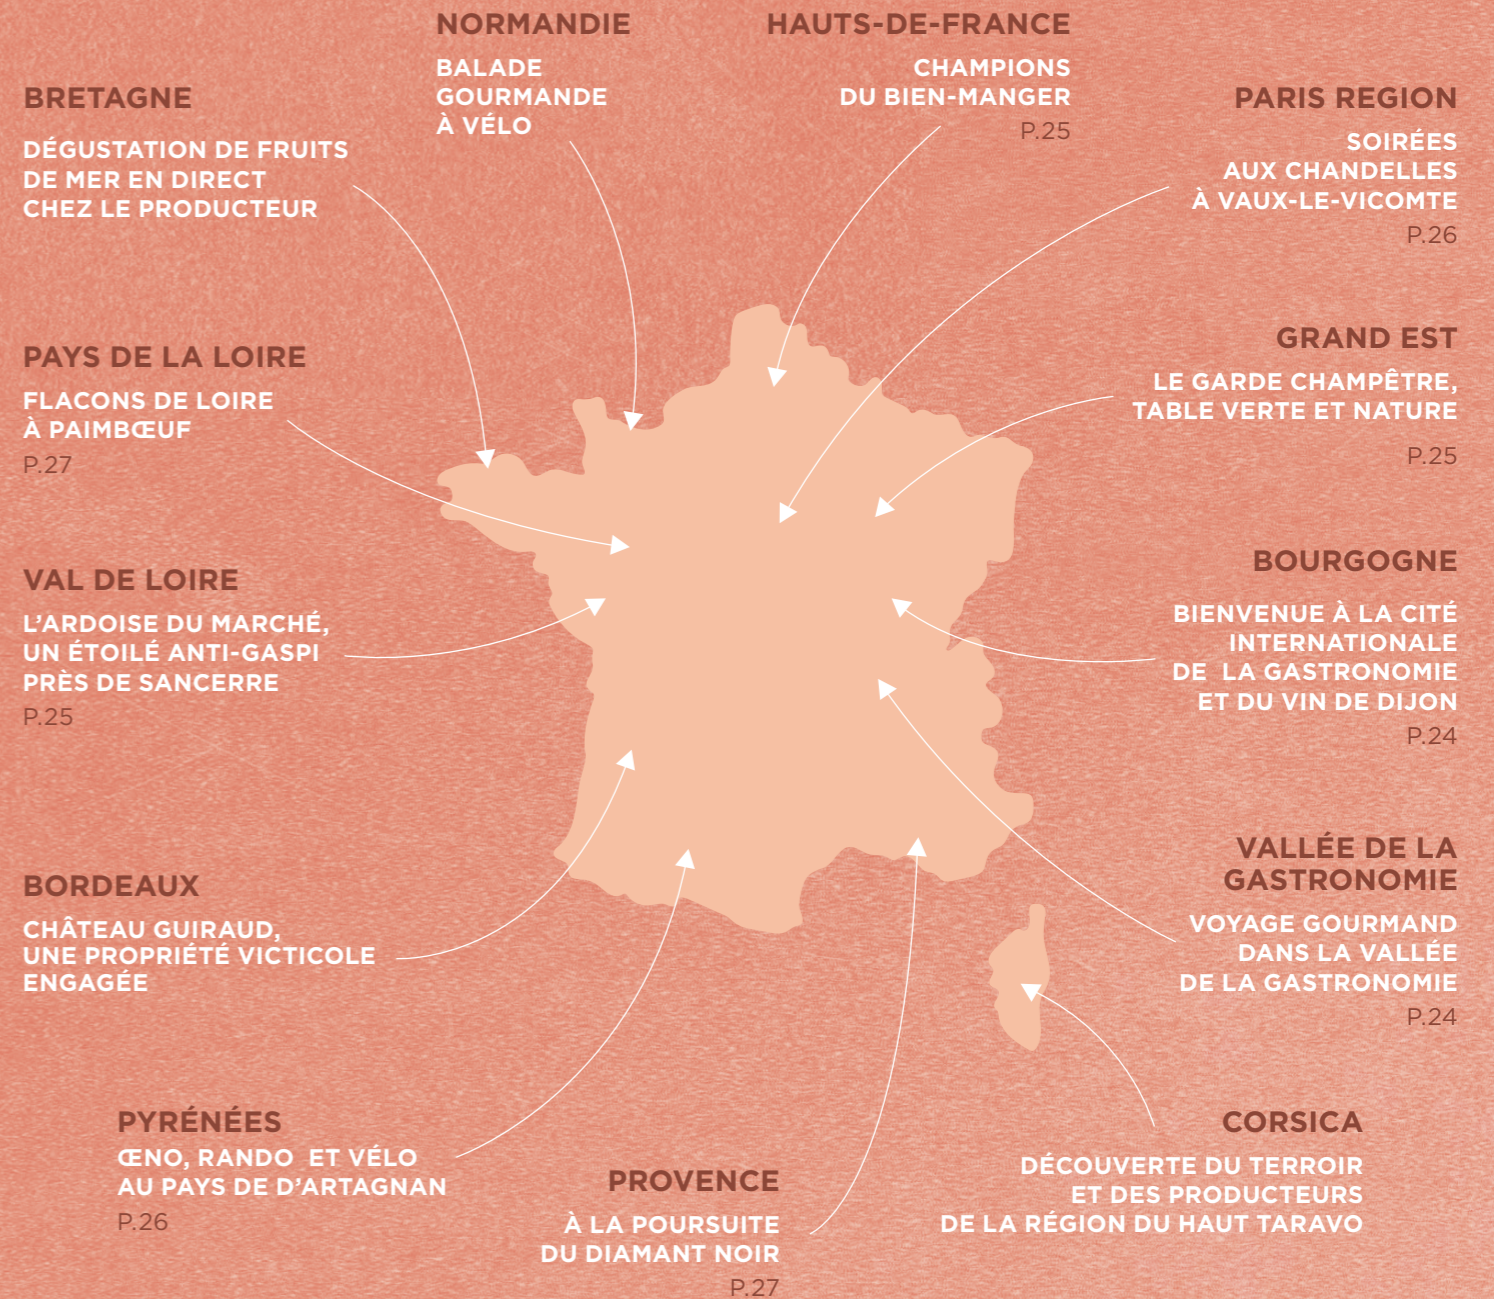 NORMANDIE
BALADE
GOURMANDE
À VÉLO
HAUTS-DE-FRANCE
CHAMPIONS
DU BIEN-MANGER
P.25
BRETAGNE
DÉGUSTATION DE FRUITS
DE MER EN DIRECT
CHEZ LE PRODUCTEUR
PARIS REGION
SOIRÉES
AUX CHANDELLES
À VAUX-LE-VICOMTE
P.26
PAYS DE LA LOIRE
FLACONS DE LOIRE
À PAIMBŒUF
P.27
GRAND EST
LE GARDE CHAMPÊTRE,
TABLE VERTE ET NATURE
P.25
VAL DE LOIRE
L'ARDOISE DU MARCHÉ,
UN ÉTOILÉ ANTI-GASPI
PRÈS DE SANCERRE
P.25
BOURGOGNE
BIENVENUE À LA CITÉ
INTERNATIONALE
DE LA GASTRONOMIE
ET DU VIN DE DIJON
P.24
BORDEAUX
CHÂTEAU GUIRAUD,
UNE PROPRIÉTÉ VICTICOLE
ENGAGÉE
VALLÉE DE LA
GASTRONOMIE
VOYAGE GOURMAND
DANS LA VALLÉE
DE LA GASTRONOMIE
P.24
PYRÉNÉES
ŒNO, RANDO ET VÉLO
AU PAYS DE D'ARTAGNAN
P.26
PROVENCE
À LA POURSUITE
DU DIAMANT NOIR
P.27
CORSICA
DÉCOUVERTE DU TERROIR
ET DES PRODUCTEURS
DE LA RÉGION DU HAUT TARAVO